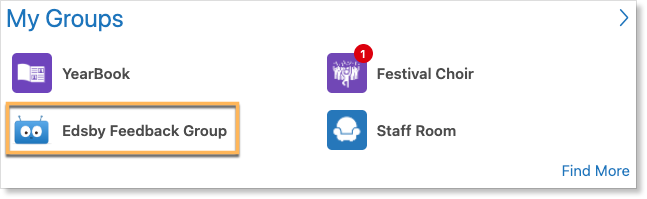 My Groups
YearBook
1
Festival Choir
Edsby Feedback Group
Staff Room
Find More